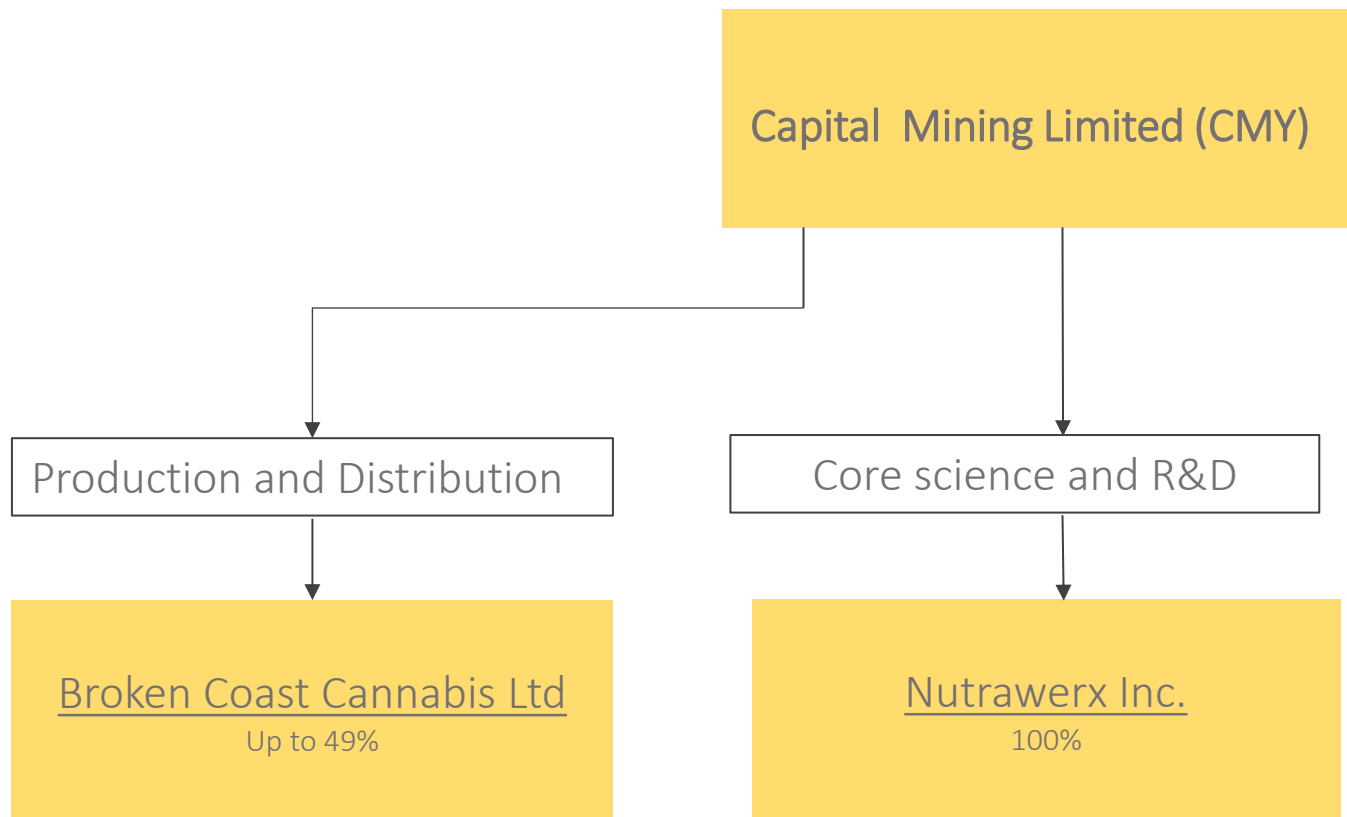 Capital Mining Limited (CMY)
Production and Distribution
Core science and R&D
Broken Coast Cannabis Ltd
Up to 49%
Nutrawerx Inc.
100%